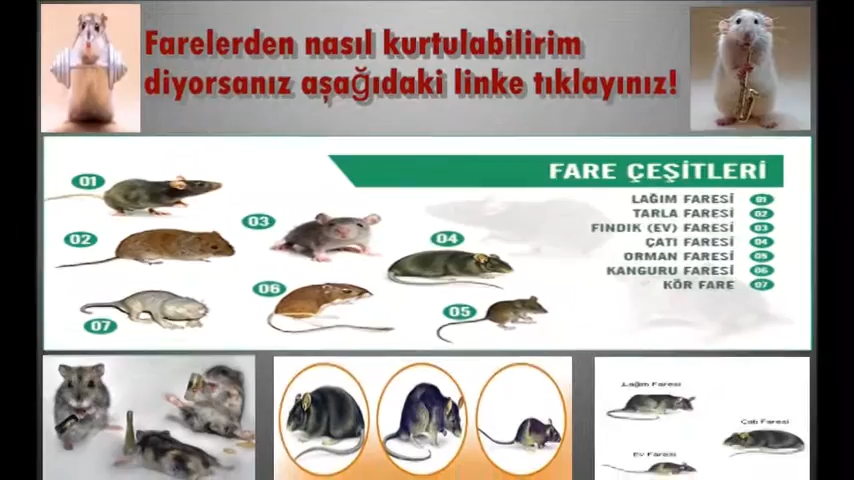 Farelerden nasıl kurtulabilirim
diyorsanız aşağıdaki linke tıklayınız!
FARE ÇEŞİTLERİ
LAĞIM FARESİ 01
TARLA FARESİ 02
FINDIK (EV) FARESİ 03
ÇATI FARESİ 04
ORMAN FARESİ 05
KANGURU FARESİ 06
KÖR FARE 07
01
02
03
04
05
06
07
Lağım Faresi
Çatı Faresi
Ev Faresi